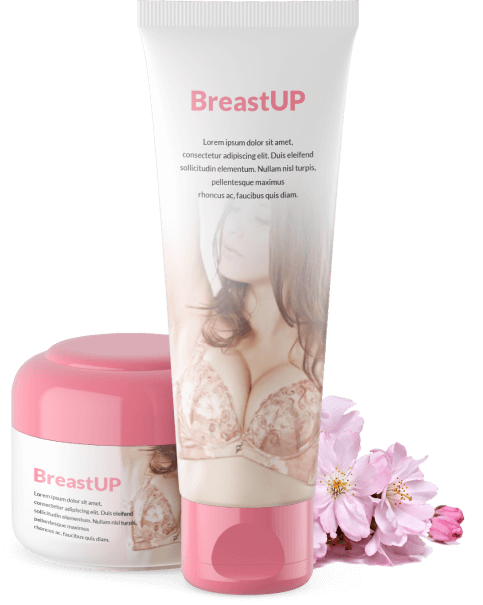 BreastUP
Lorem ipsum dolor sit amet,
consectetur adipiscing elit. Duis eleifend
sollicitudin elementum. Nullam nisl turpis,
pellentesque maximus
rhoncus ac, faucibus quis diam.
BreastUP
Lorem ipsum dolor sit amet,
consectetur adipiscing elit. Duis eleifend
sollicitudin elementum. Nullam nisl turpis,
pellentesque maximus
rhoncus ac, faucibus quis diam.